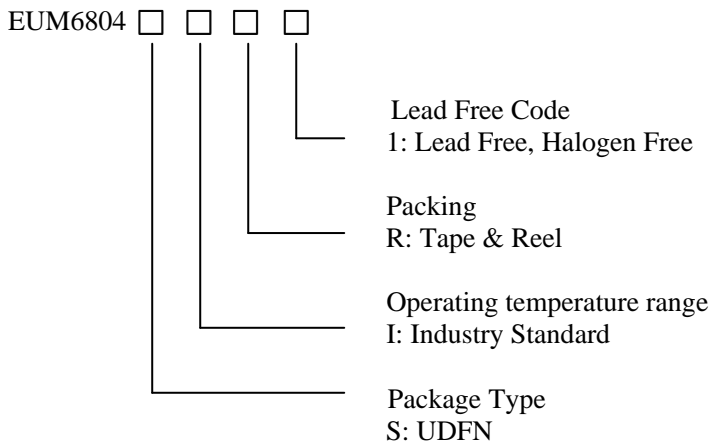 EUM6804
Lead Free Code
1: Lead Free, Halogen Free
Packing
R: Tape & Reel
Operating temperature range
I: Industry Standard
Package Type
S: UDFN